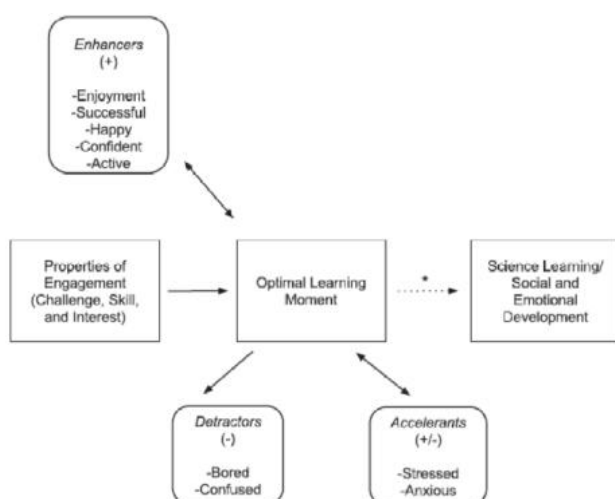 Enhancers
(+)
-Enjoyment
-Successful
-Happy
-Confident
-Active
Properties of
Engagement
(Challenge, Skill,
and Interest)
Optimal Learning
Moment
*
Science Learning/
Social and
Emotional
Development
Detractors
(-)
-Bored
-Confused
Accelerants
(+/-)
-Stressed
-Anxious